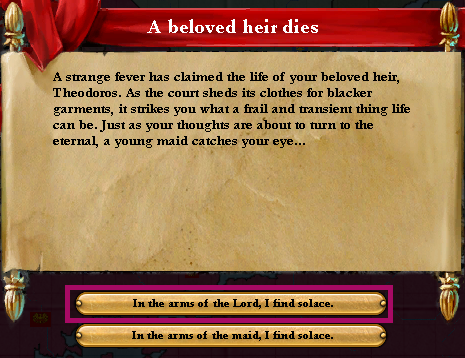 A beloved heir dies
A strange fever has claimed the life of your beloved heir,
Theodoros. As the court sheds its clothes for blacker
garments, it strikes you what a frail and transient thing life
can be. Just as your thoughts are about to turn to the
eternal, a young maid catches your eye...
In the arms of the Lord, I find solace.
In the arms of the maid, I find solace.